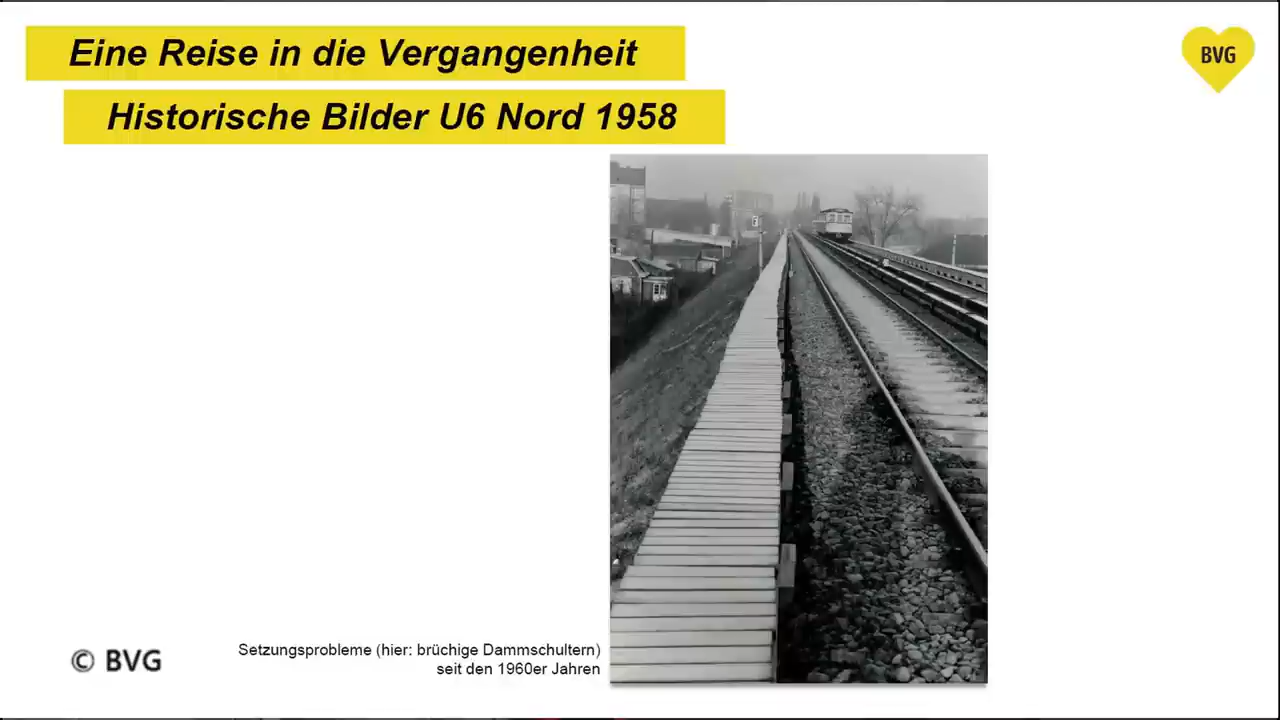 Eine Reise in die Vergangenheit
BVG
Historische Bilder U6 Nord 1958
Setzungsprobleme (hier: brüchige Dammschultern)
seit den 1960er Jahren
© BVG